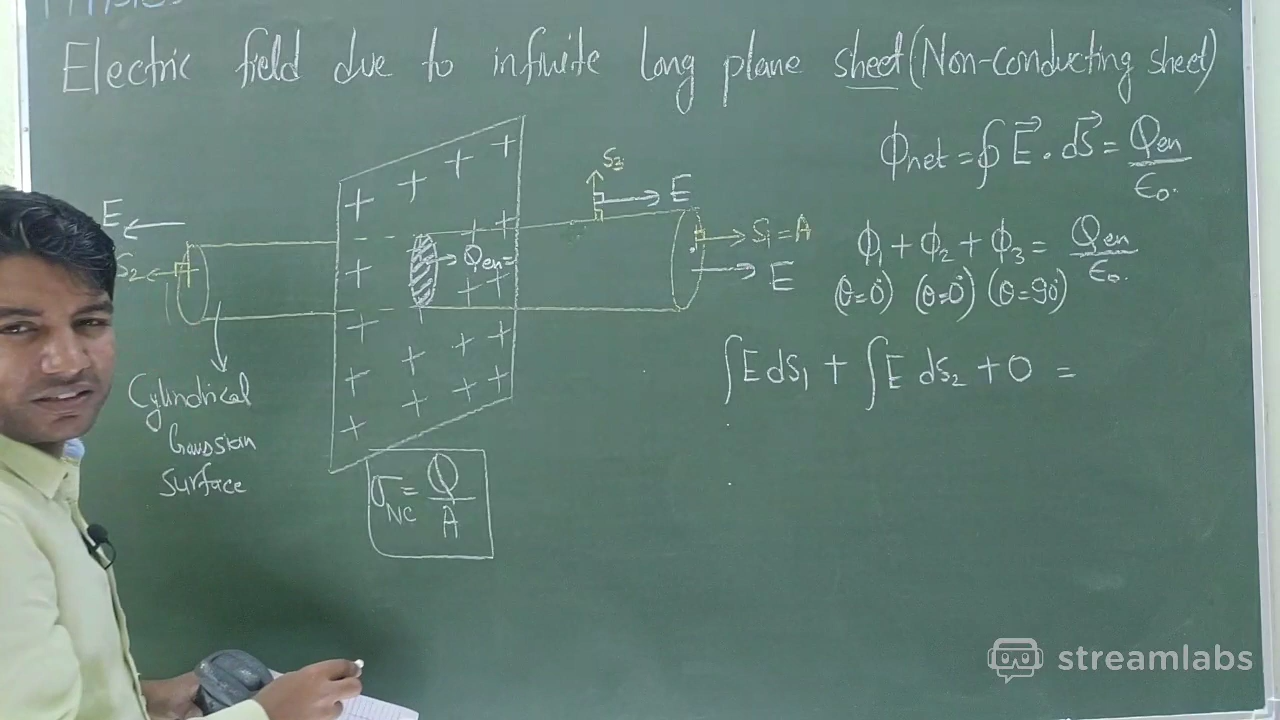 Electric field due to infinite long plane sheet (Non-conducting sheet)
Φnet = ∮ E⃗ . ds⃗ = Qen / ε0.
Φ1 + Φ2 + Φ3 = Qen / ε0.
(θ=0°) (θ=0°) (θ=90°)
∫E ds1 + ∫E ds2 + 0 =
S3
E
S1 = A
E
E
S2
Qen=
Cylindrical
Gaussian
Surface
σNC = Q / A
streamlabs